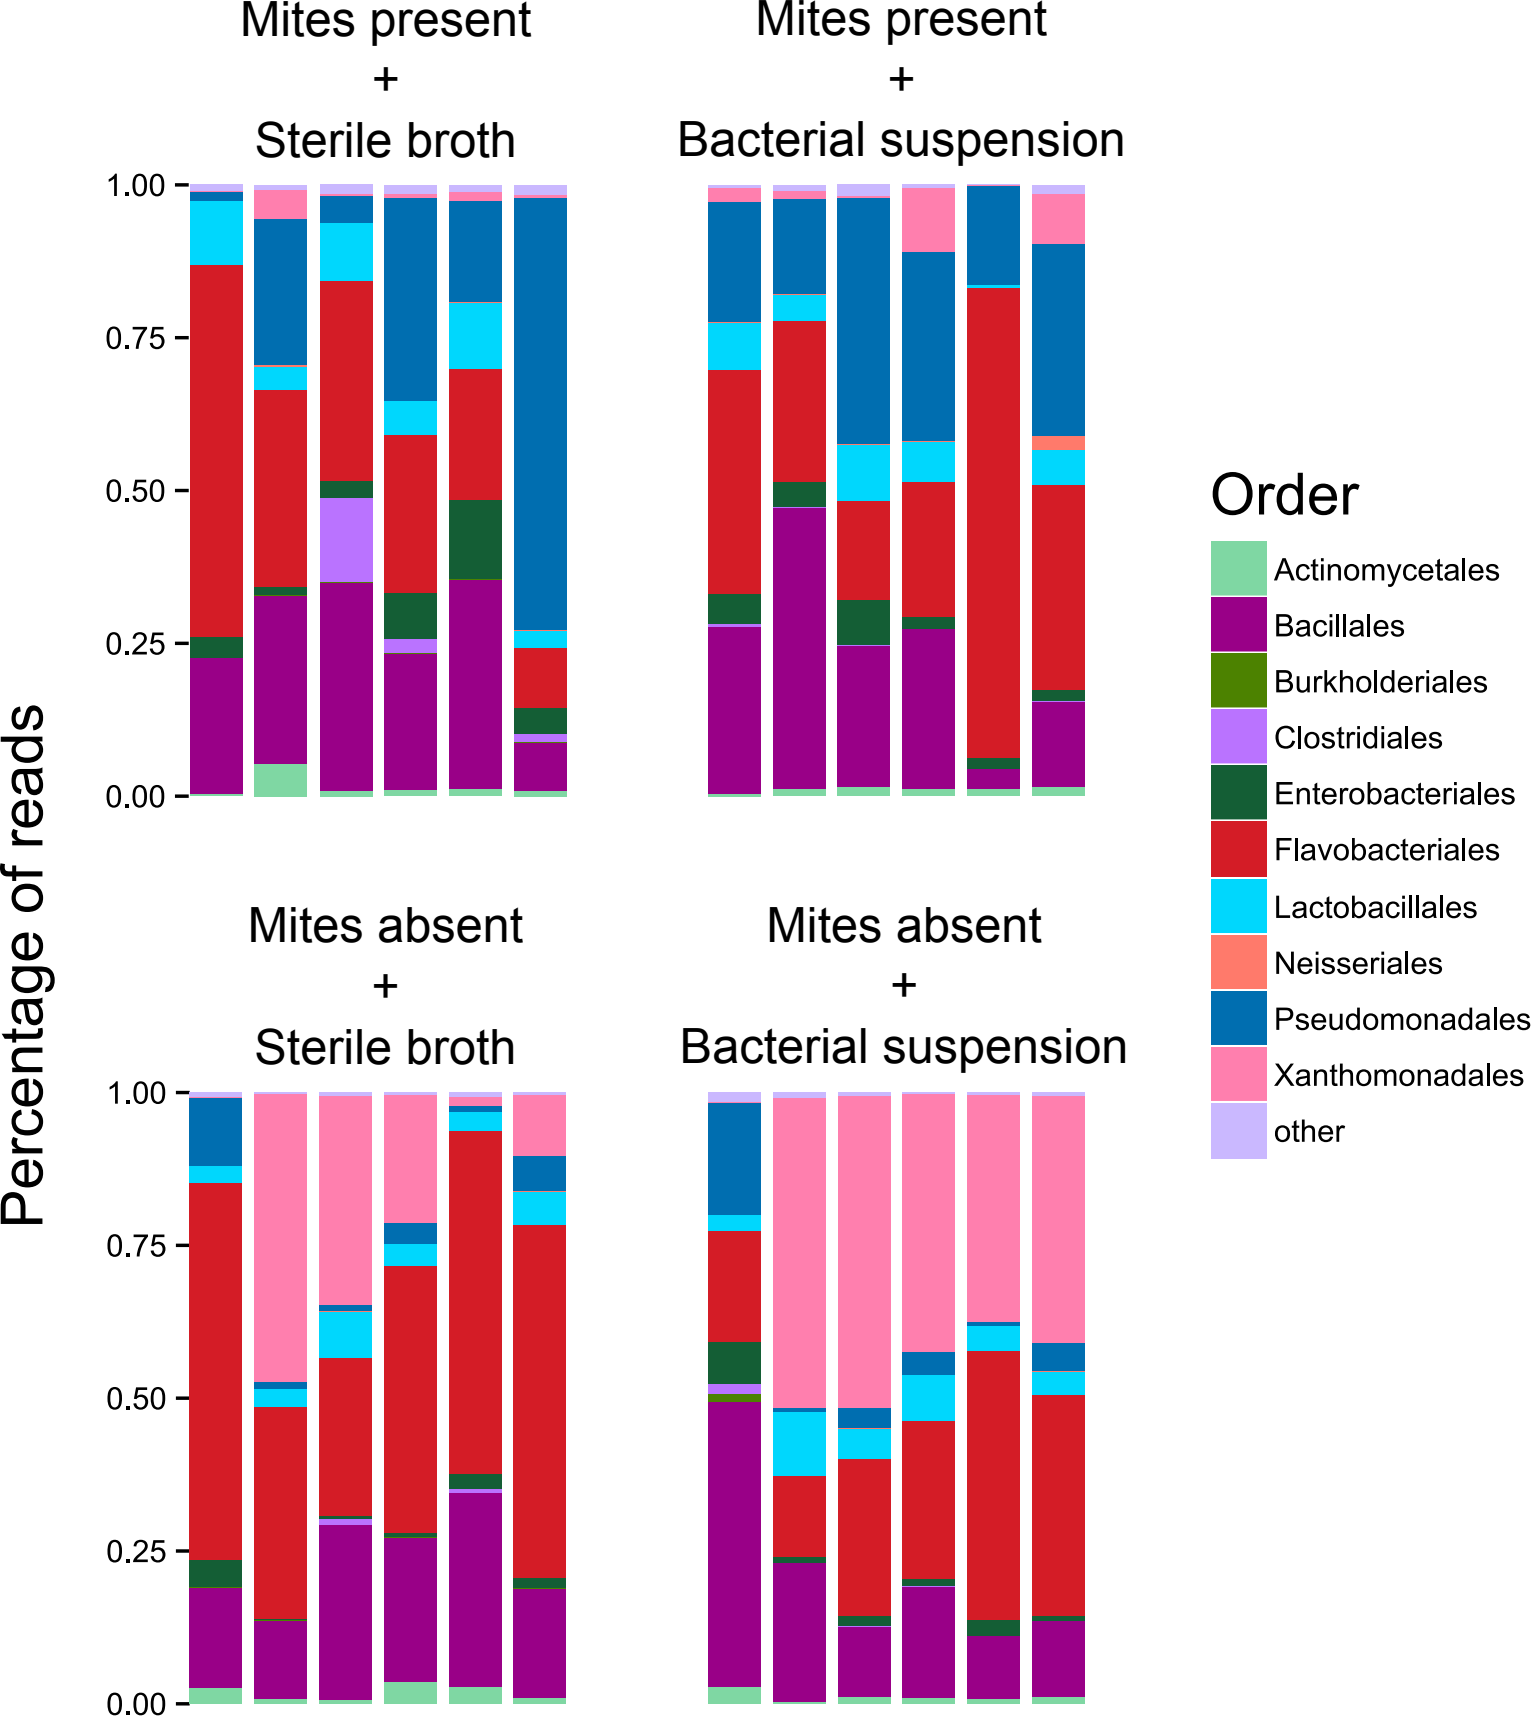 Mites present
+
Sterile broth
Mites present
+
Bacterial suspension
1.00
0.75
0.50
0.25
0.00
Percentage of reads
Mites absent
+
Sterile broth
Mites absent
+
Bacterial suspension
1.00
0.75
0.50
0.25
0.00
Order
Actinomycetales
Bacillales
Burkholderiales
Clostridiales
Enterobacteriales
Flavobacteriales
Lactobacillales
Neisseriales
Pseudomonadales
Xanthomonadales
other